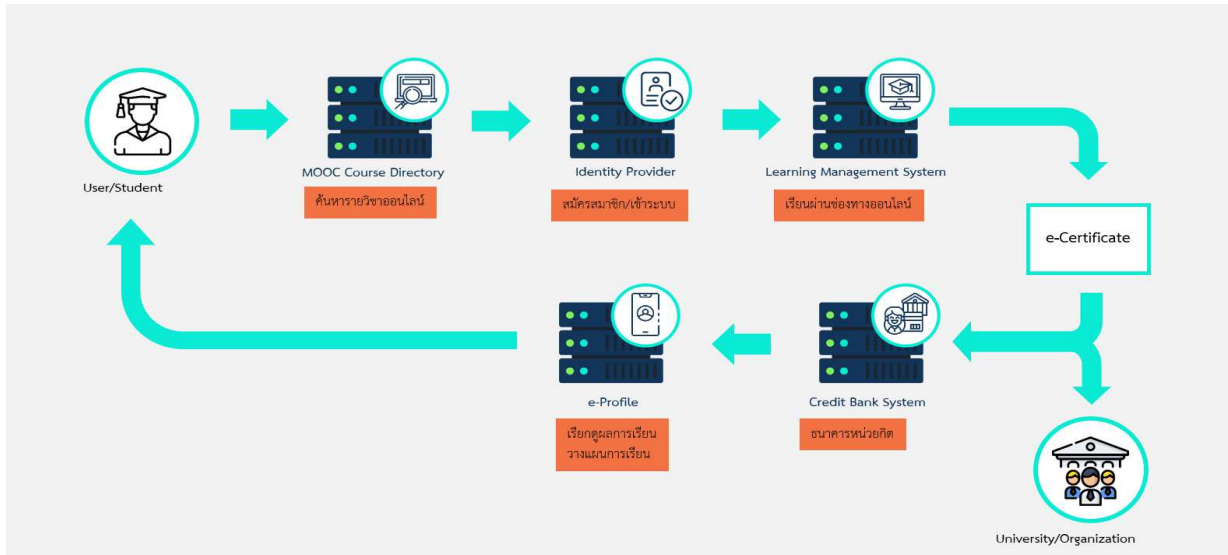 User/Student
MOOC Course Directory
ค้นหารายวิชาออนไลน์
Identity Provider
สมัครสมาชิก/เข้าระบบ
Learning Management System
เรียนผ่านช่องทางออนไลน์
e-Certificate
e-Profile
เรียกดูผลการเรียน
วางแผนการเรียน
Credit Bank System
ธนาคารหน่วยกิต
University/Organization